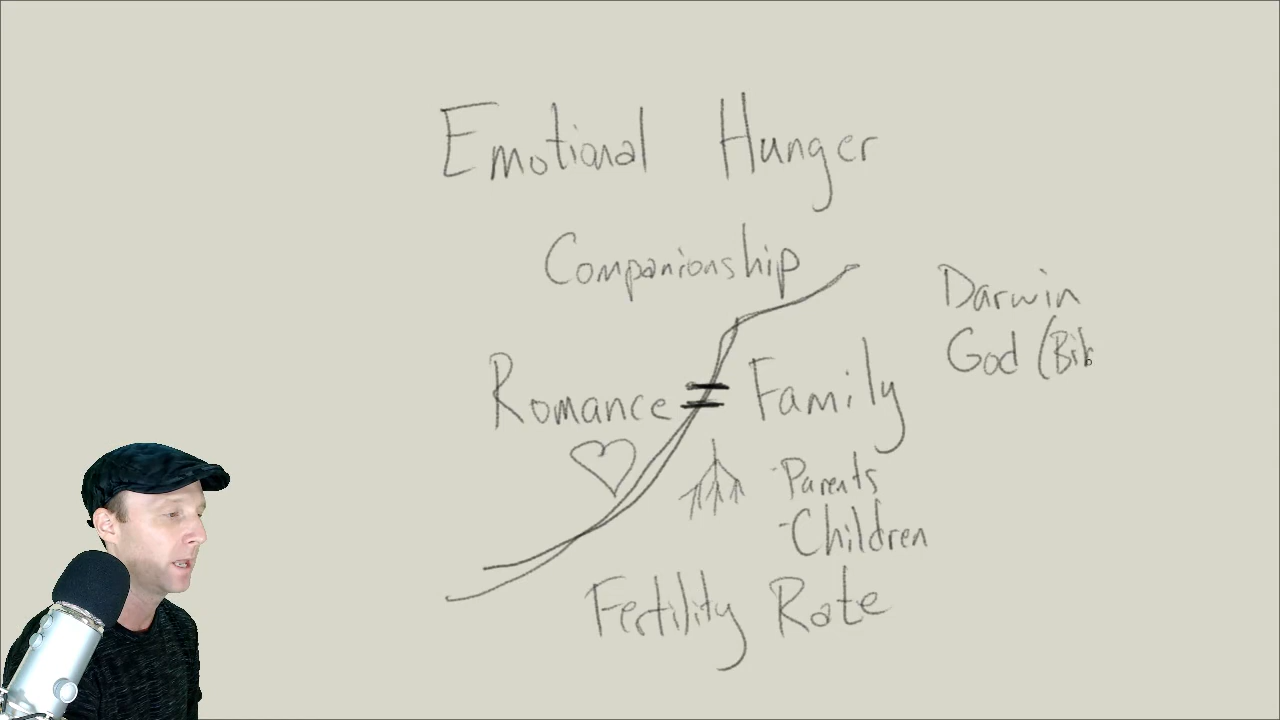 Emotional Hunger
Companionship
Romance = Family
- Parents
- Children
Fertility Rate
Darwin
God (Bib